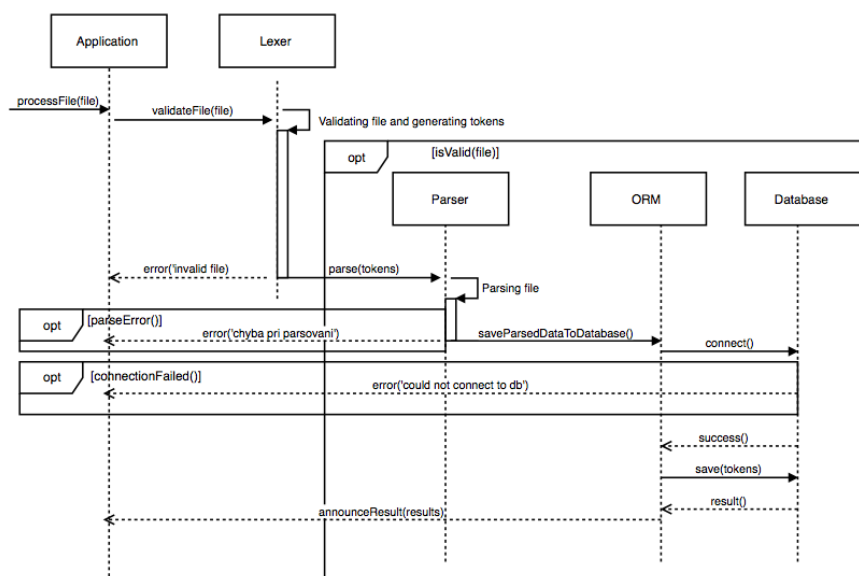 Application
Lexer
processFile(file)
validateFile(file)
Validating file and generating tokens
opt
[isValid(file)]
Parser
ORM
Database
error('invalid file)
parse(tokens)
Parsing file
opt
[parseError()]
error('chyba pri parsovani')
saveParsedDataToDatabase()
connect()
opt
[connectionFailed()]
error('could not connect to db')
success()
save(tokens)
result()
announceResult(results)